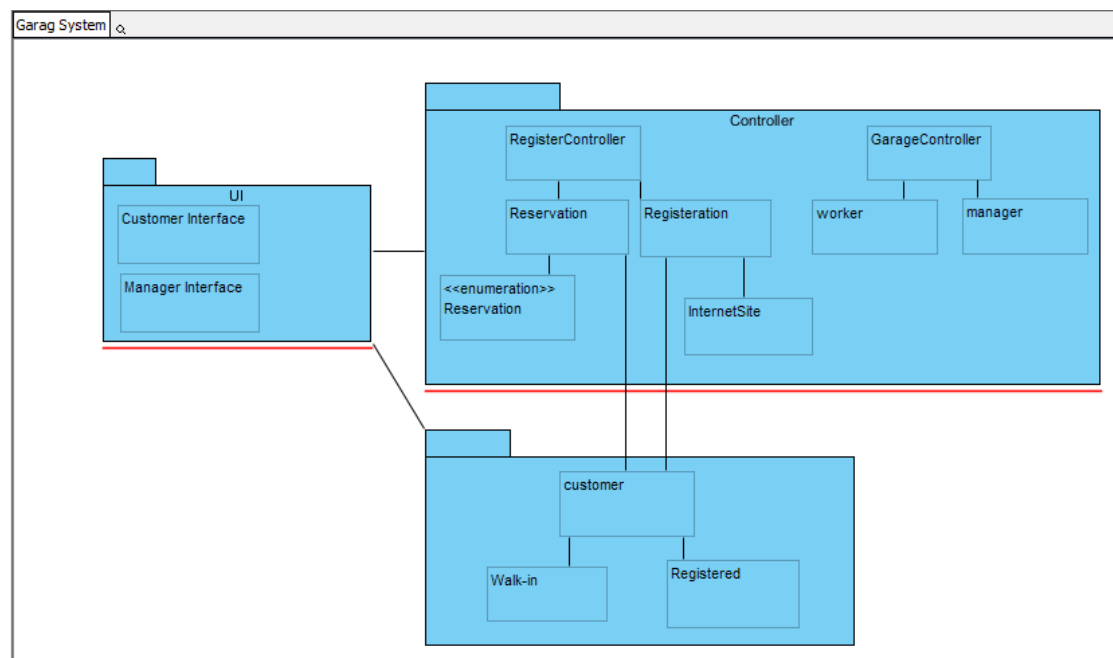 Garag System
Controller
RegisterController
GarageController
UI
Customer Interface
Reservation
Registeration
worker
manager
Manager Interface
<<enumeration>>
Reservation
InternetSite
customer
Walk-in
Registered